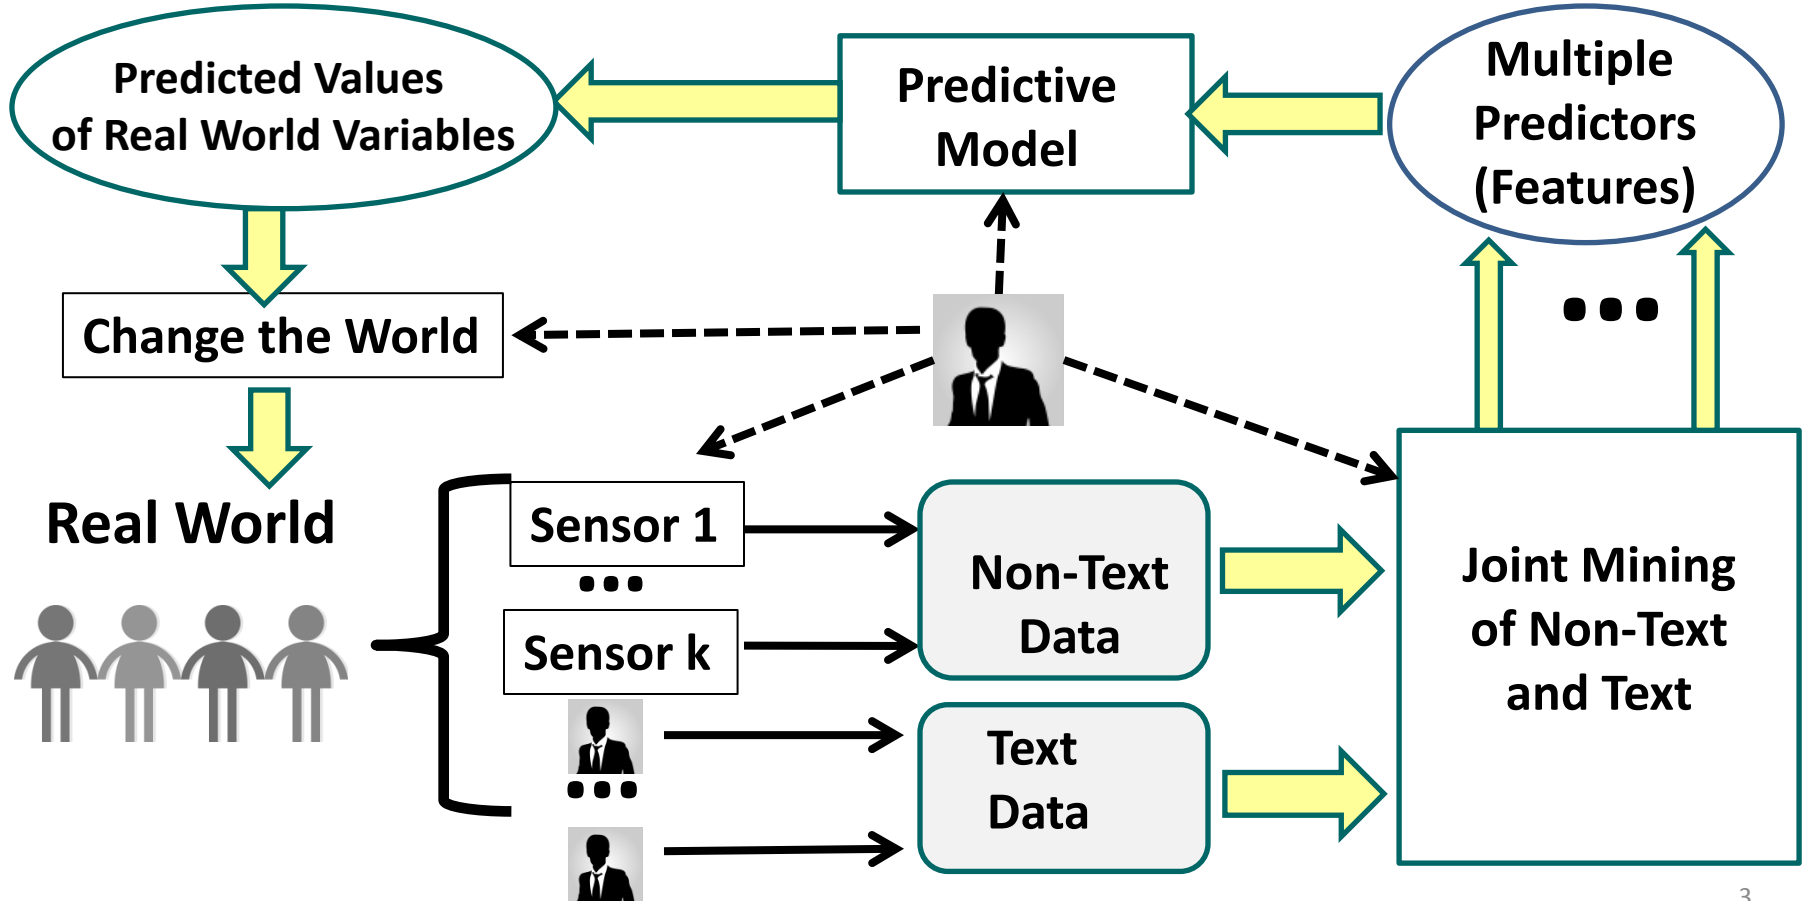 Predicted Values
of Real World Variables
Predictive
Model
Multiple
Predictors
(Features)
Change the World
Real World
Sensor 1
...
Sensor k
...
Non-Text
Data
Text
Data
...
Joint Mining
of Non-Text
and Text
3